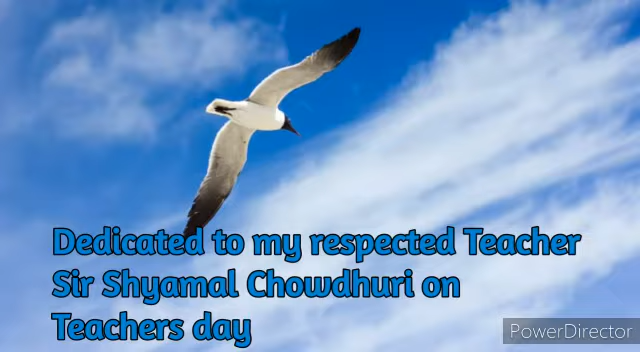 Dedicated to my respected Teacher
Sir Shyamal Chowdhuri on
Teachers day
PowerDirector